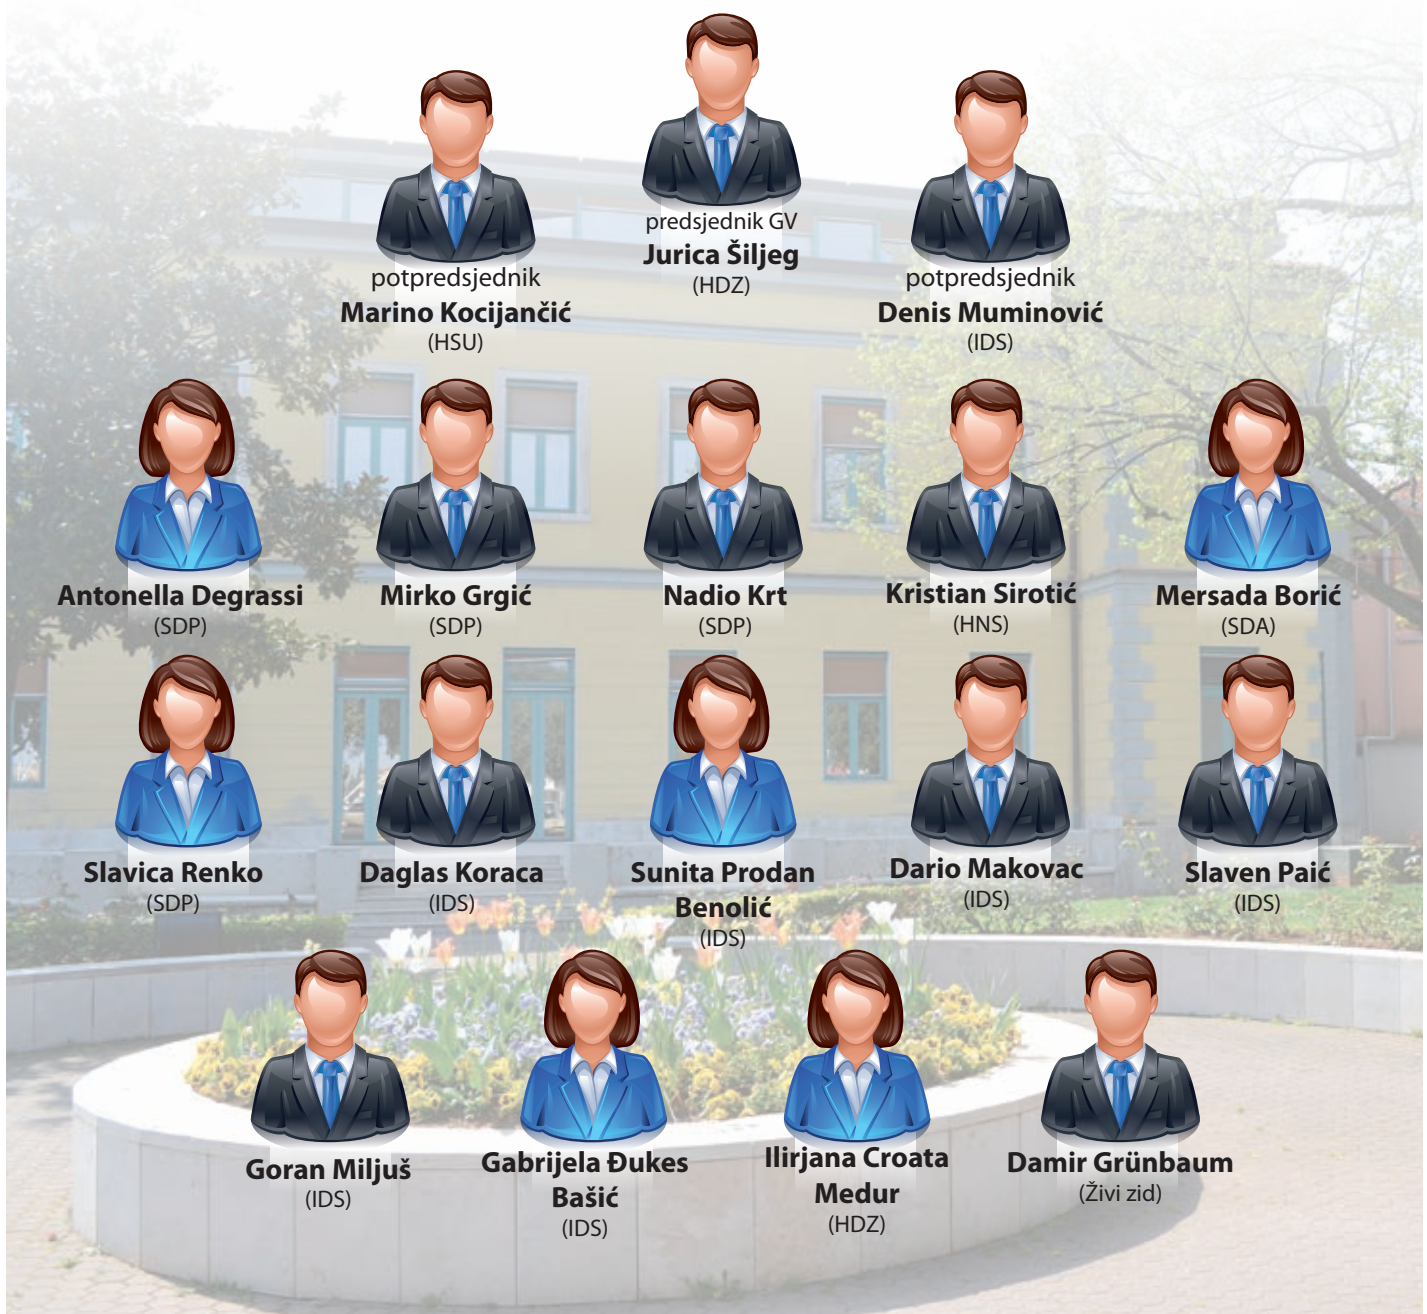 predsjednik GV
Jurica Šiljeg
(HDZ)
potpredsjednik
Marino Kocijančić
(HSU)
potpredsjednik
Denis Muminović
(IDS)
Antonella Degrassi
(SDP)
Mirko Grgić
(SDP)
Nadio Krt
(SDP)
Kristian Sirotić
(HNS)
Mersada Borić
(SDA)
Slavica Renko
(SDP)
Daglas Koraca
(IDS)
Sunita Prodan
Benolić
(IDS)
Dario Makovac
(IDS)
Slaven Paić
(IDS)
Goran Miljuš
(IDS)
Gabrijela Đukes
Bašić
(IDS)
Ilirjana Croata
Medur
(HDZ)
Damir Grünbaum
(Živi zid)